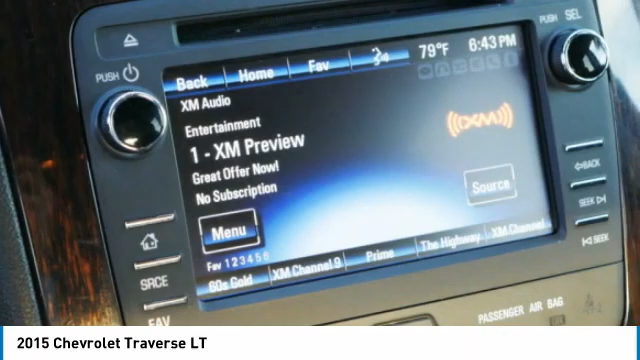 PUSH
PUSH SEL
Back Home Fav 79°F 6:43 PM
XM Audio
Entertainment
((XM))
1 - XM Preview
Great Offer Now!
No Subscription
Source
Menu
Fav 1 2 3 4 5 6
60s Gold XM Channel 9 Prime The Highway XM Channel
BACK
SEEK
SEEK
SRCE
FAV
PASSENGER AIR BAG
2015 Chevrolet Traverse LT